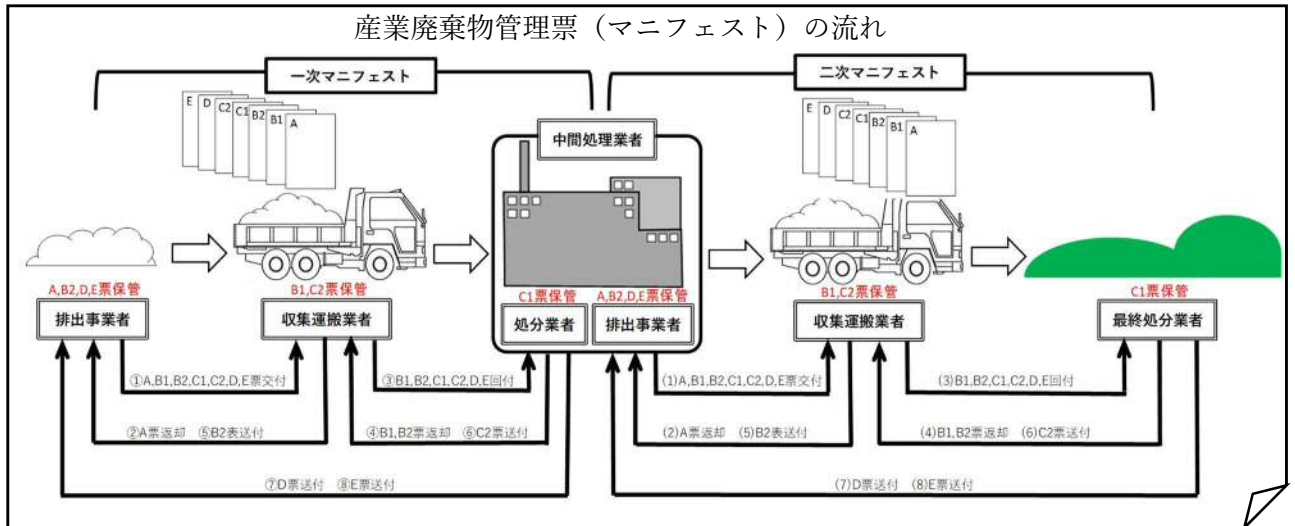 産業廃棄物管理票（マニフェスト）の流れ
一次マニフェスト
二次マニフェスト
E
D
C2
C1
B2
B1
A
中間処理業者
E
D
C2
C1
B2
B1
A
A,B2,D,E票保管
B1,C2票保管
C1票保管
A,B2,D,E票保管
B1,C2票保管
C1票保管
排出事業者
収集運搬業者
処分業者
排出事業者
収集運搬業者
最終処分業者
①A,B1,B2,C1,C2,D,E票交付
③B1,B2,C1,C2,D,E回付
(1)A,B1,B2,C1,C2,D,E票交付
(3)B1,B2,C1,C2,D,E回付
②A票返却 ⑤B2表送付
④B1,B2票返却 ⑥C2票送付
(2)A票返却 (5)B2表送付
(4)B1,B2票返却 (6)C2票送付
⑦D票送付 ⑧E票送付
(7)D票送付 (8)E票送付